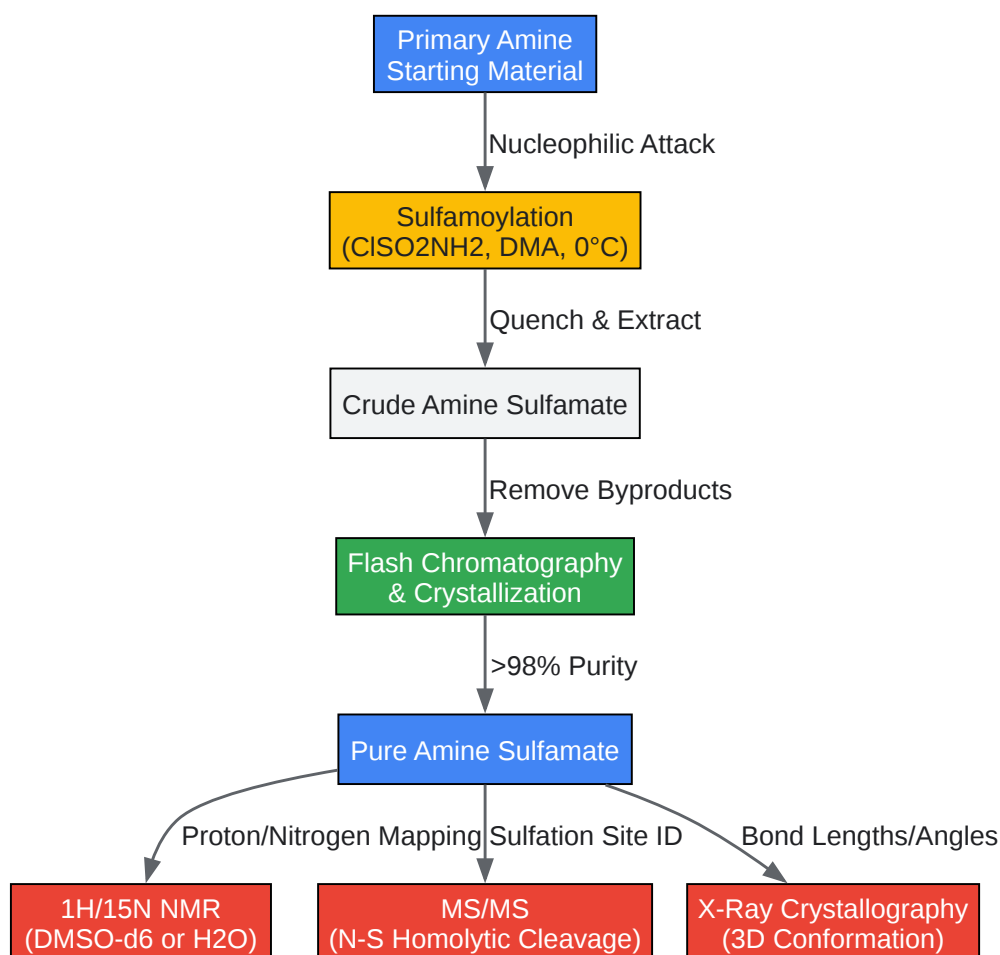 Primary Amine
Starting Material
Nucleophilic Attack
Sulfamoylation
(ClSO2NH2, DMA, 0°C)
Quench & Extract
Crude Amine Sulfamate
Remove Byproducts
Flash Chromatography
& Crystallization
>98% Purity
Pure Amine Sulfamate
Proton/Nitrogen Mapping
Sulfation Site ID
Bond Lengths/Angles
1H/15N NMR
(DMSO-d6 or H2O)
MS/MS
(N-S Homolytic Cleavage)
X-Ray Crystallography
(3D Conformation)